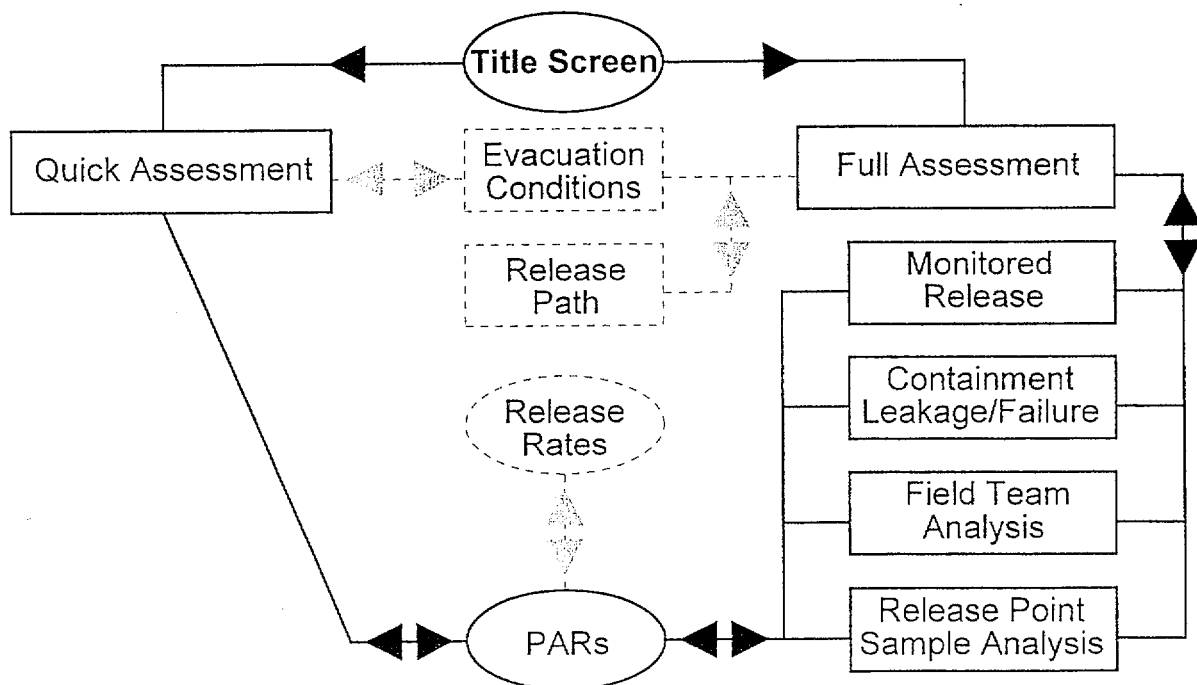 Title Screen
Quick Assessment
Evacuation
Conditions
Full Assessment
Release
Path
Monitored
Release
Containment
Leakage/Failure
Release
Rates
Field Team
Analysis
PARs
Release Point
Sample Analysis